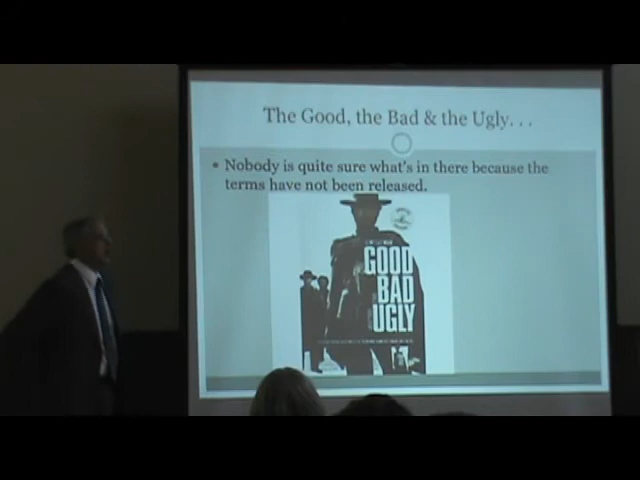 The Good, the Bad & the Ugly. . .
• Nobody is quite sure what's in there because the
terms have not been released.
GOOD
BAD
UGLY